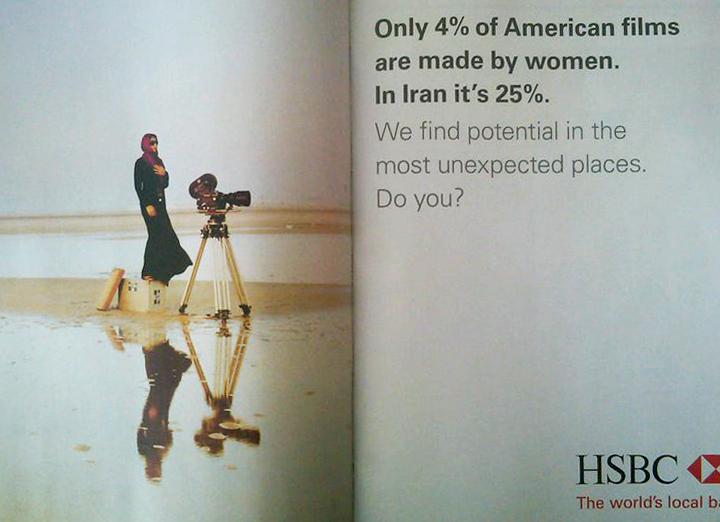 Only 4% of American films
are made by women.
In Iran it's 25%.
We find potential in the
most unexpected places.
Do you?
HSBC
The world's local